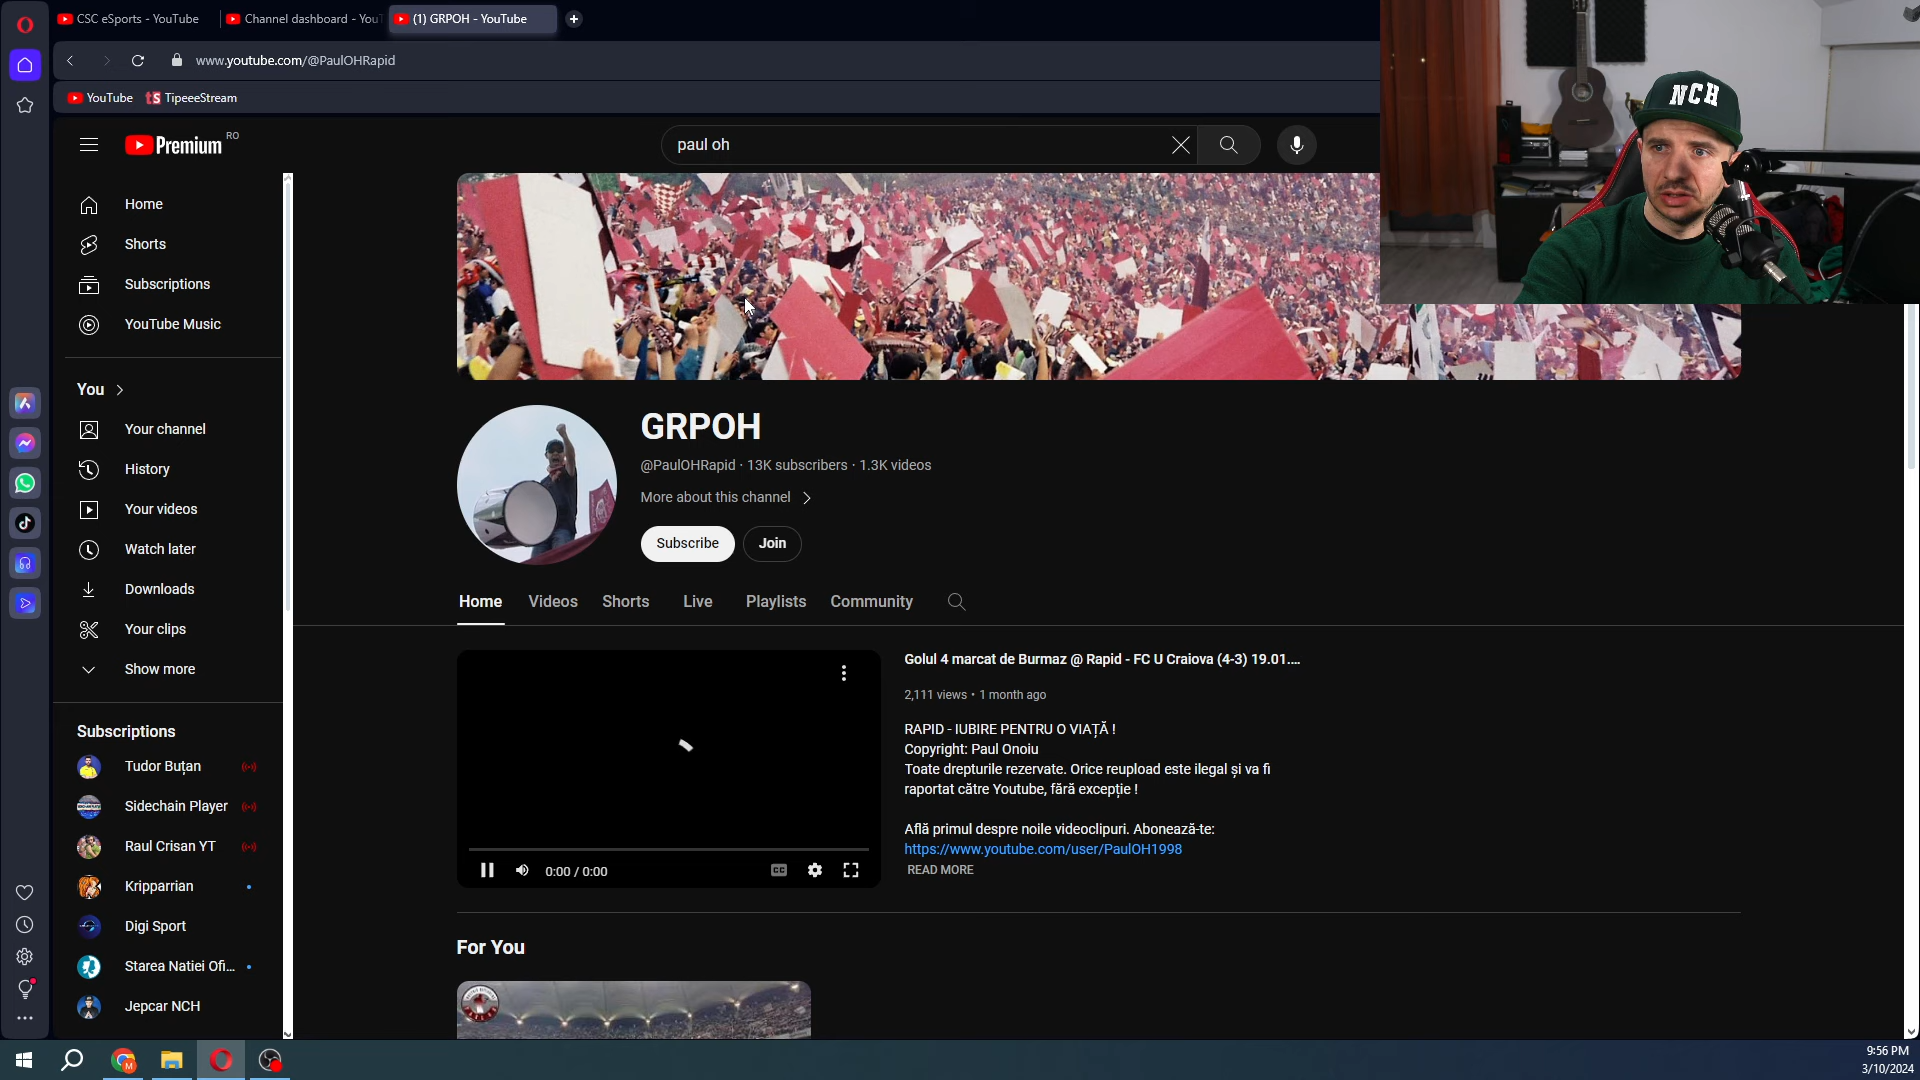 CSC eSports - YouTube
Channel dashboard - You
(1) GRPOH - YouTube
www.youtube.com/@PaulOHRapid
YouTube
TipeeeStream
Premium RO
paul oh
NCH
Home
Shorts
Subscriptions
YouTube Music
You
Your channel
History
Your videos
Watch later
Downloads
Your clips
Show more
Subscriptions
Tudor Buțan
Sidechain Player
Raul Crisan YT
Kripparrian
Digi Sport
Starea Natiei Ofi...
Jepcar NCH
GRPOH
@PaulOHRapid · 13K subscribers · 1.3K videos
More about this channel
Subscribe
Join
Home Videos Shorts Live Playlists Community
0:00 / 0:00
Golul 4 marcat de Burmaz @ Rapid - FC U Craiova (4-3) 19.01....
2,111 views • 1 month ago
RAPID - IUBIRE PENTRU O VIAȚĂ !
Copyright: Paul Onoiu
Toate drepturile rezervate. Orice reupload este ilegal și va fi
raportat către Youtube, fără excepție !
Află primul despre noile videoclipuri. Abonează-te:
https://www.youtube.com/user/PaulOH1998
READ MORE
For You
9:56 PM
3/10/2024